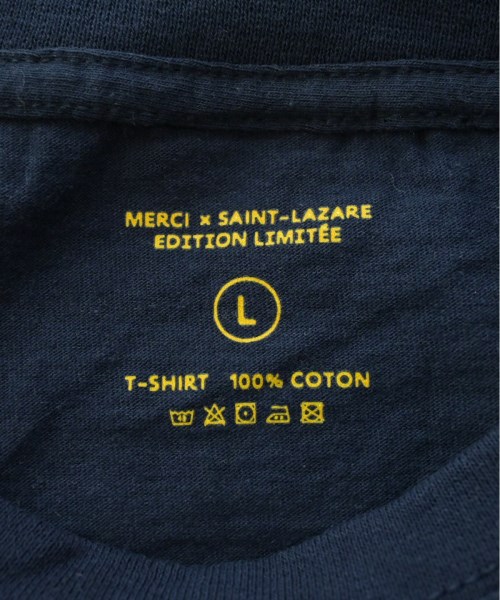 MERCI x SAINT-LAZARE
EDITION LIMITÉE
L
T-SHIRT 100% COTON